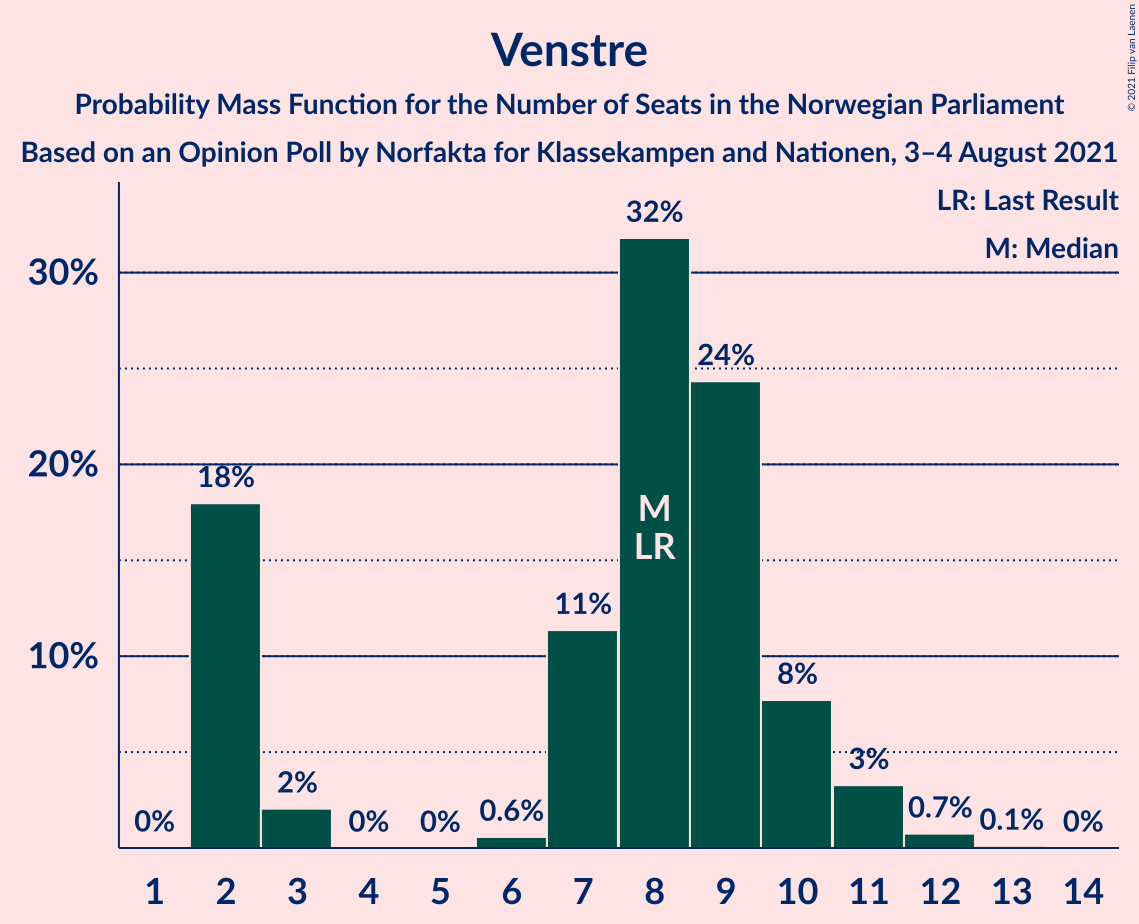 Venstre
Probability Mass Function for the Number of Seats in the Norwegian Parliament
Based on an Opinion Poll by Norfakta for Klassekampen and Nationen, 3–4 August 2021
© 2021 Filip van Laenen
LR: Last Result
M: Median
30%
20%
10%
0%
18%
2%
0%
0%
0.6%
11%
32%
24%
8%
3%
0.7%
0.1%
0%
M
LR
1 2 3 4 5 6 7 8 9 10 11 12 13 14